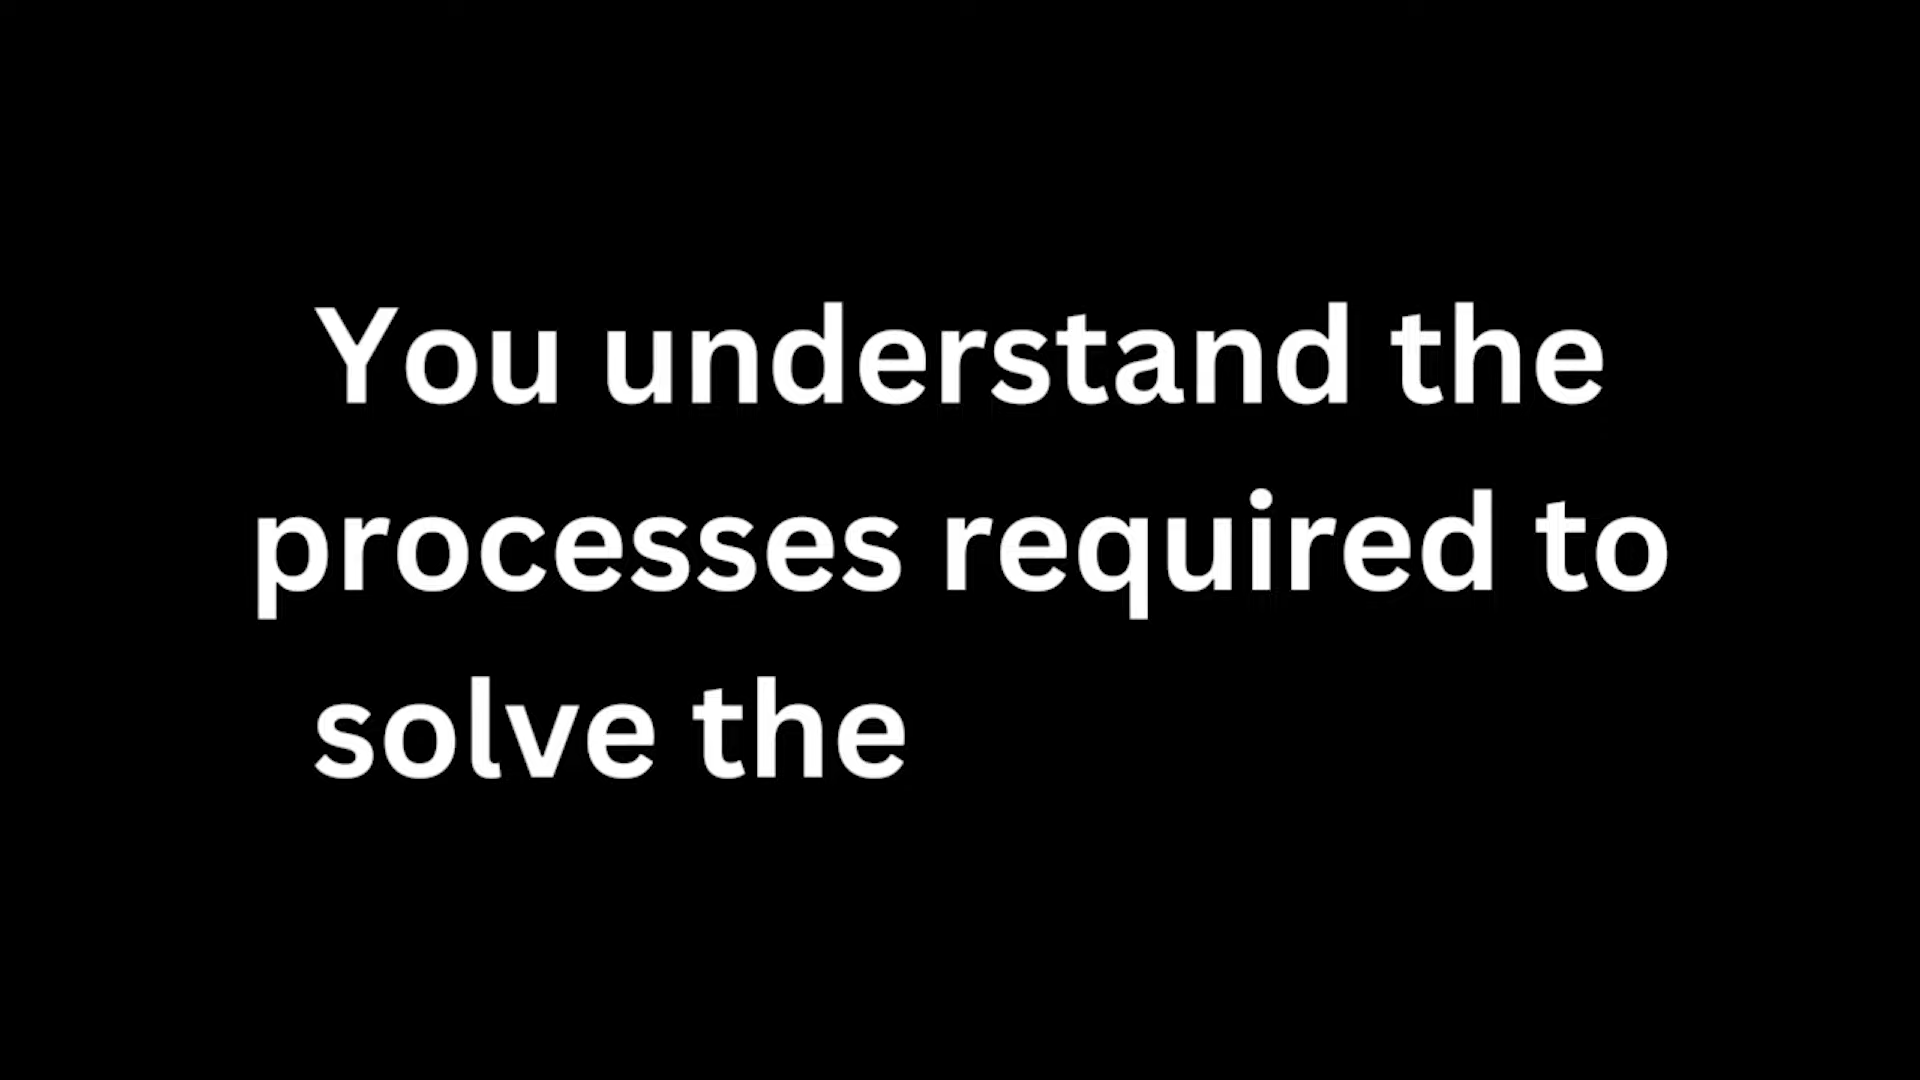 You understand the
processes required to
solve the